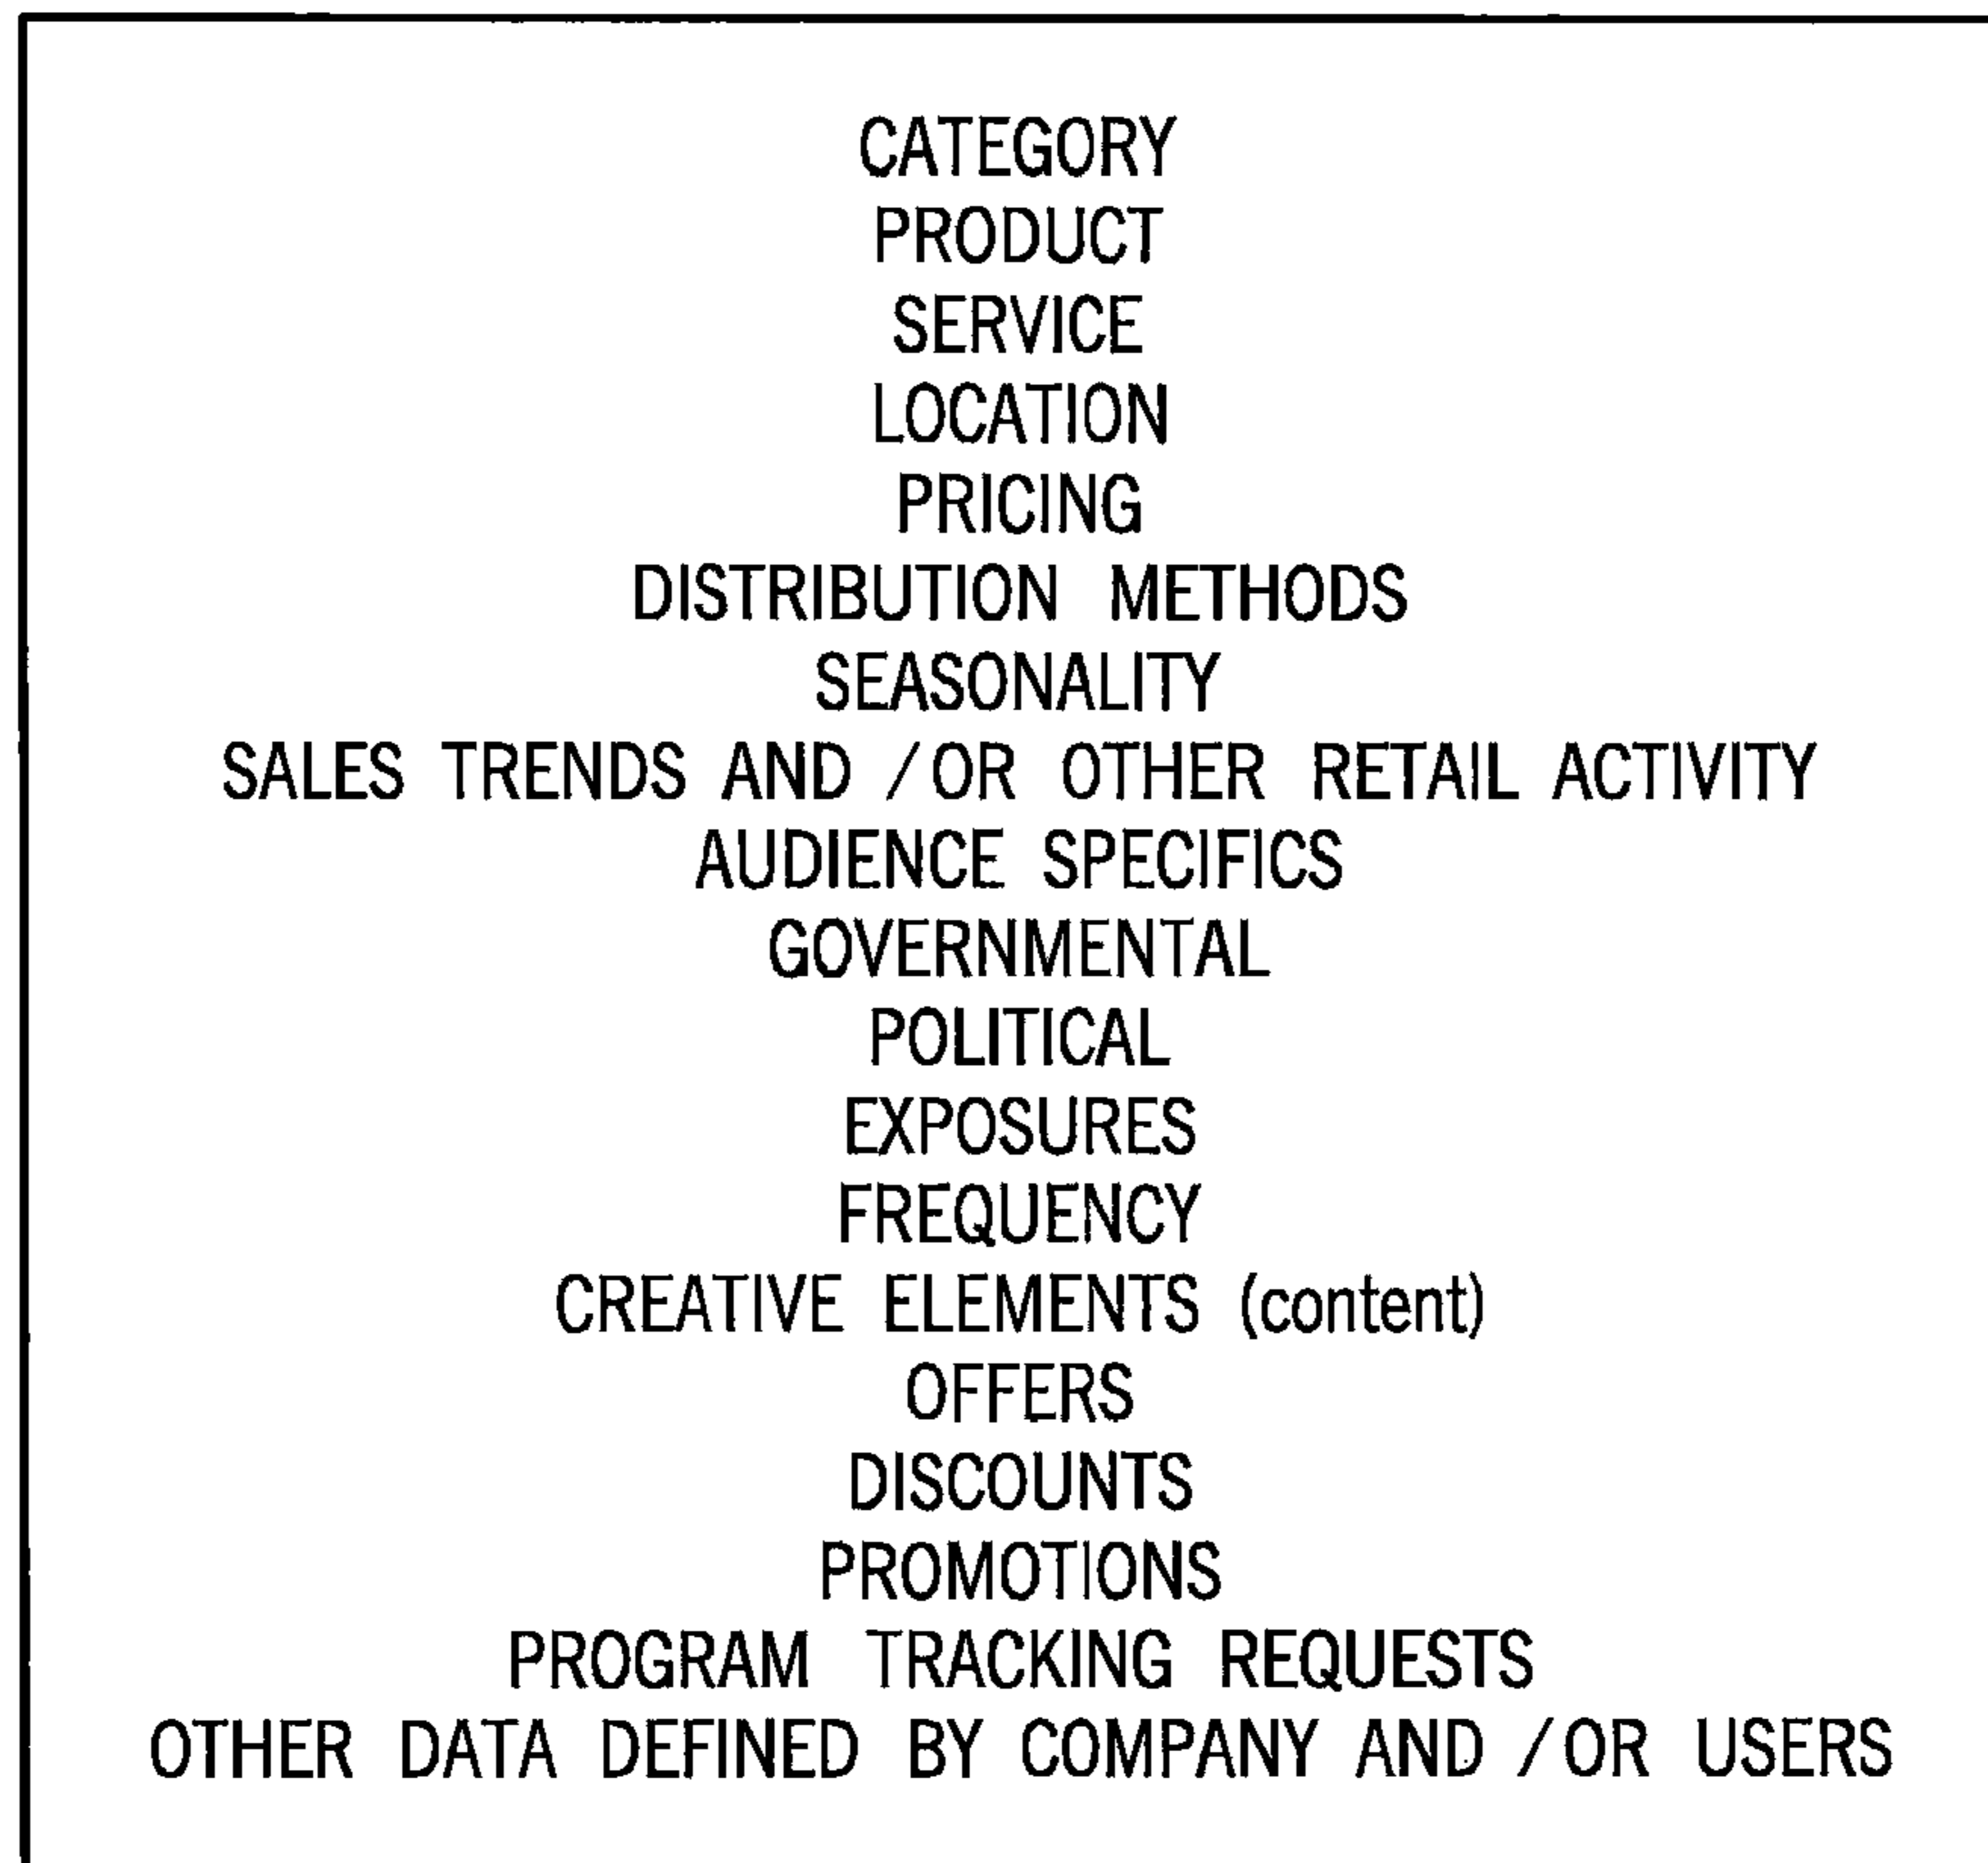 CATEGORY
PRODUCT
SERVICE
LOCATION
PRICING
DISTRIBUTION METHODS
SEASONALITY
SALES TRENDS AND /OR OTHER RETAIL ACTIVITY
AUDIENCE SPECIFICS
GOVERNMENTAL
POLITICAL
EXPOSURES
FREQUENCY
CREATIVE ELEMENTS (content)
OFFERS
DISCOUNTS
PROMOTIONS
PROGRAM TRACKING REQUESTS
OTHER DATA DEFINED BY COMPANY AND /OR USERS